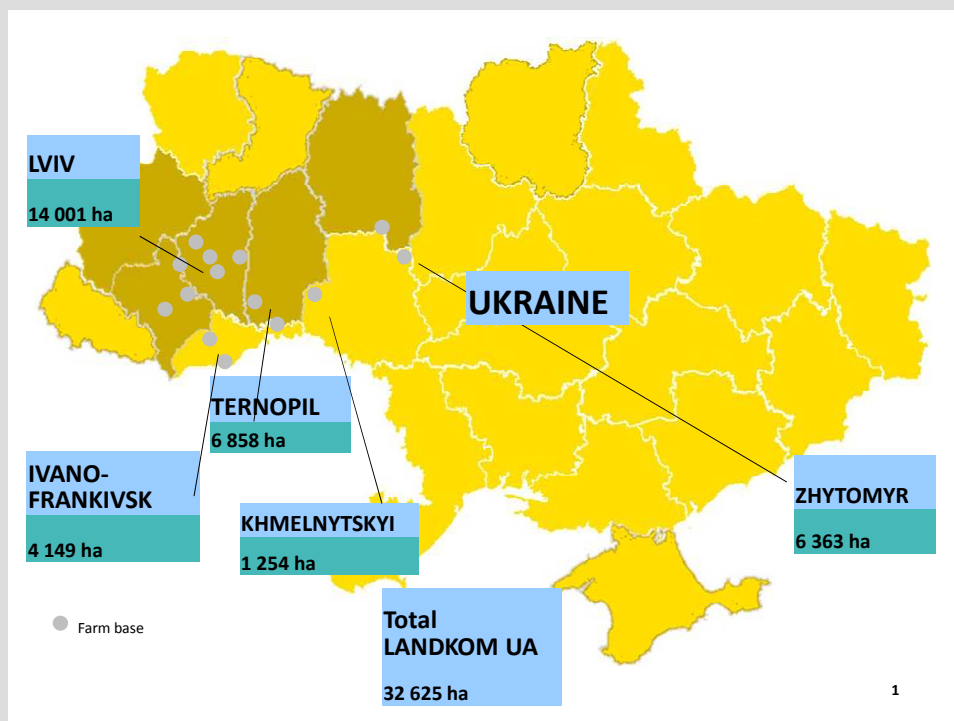 LVIV
14 001 ha
UKRAINE
TERNOPIL
6 858 ha
IVANO-
FRANKIVSK
4 149 ha
KHMELNYTSKYI
1 254 ha
ZHYTOMYR
6 363 ha
Farm base
Total
LANDKOM UA
32 625 ha
1